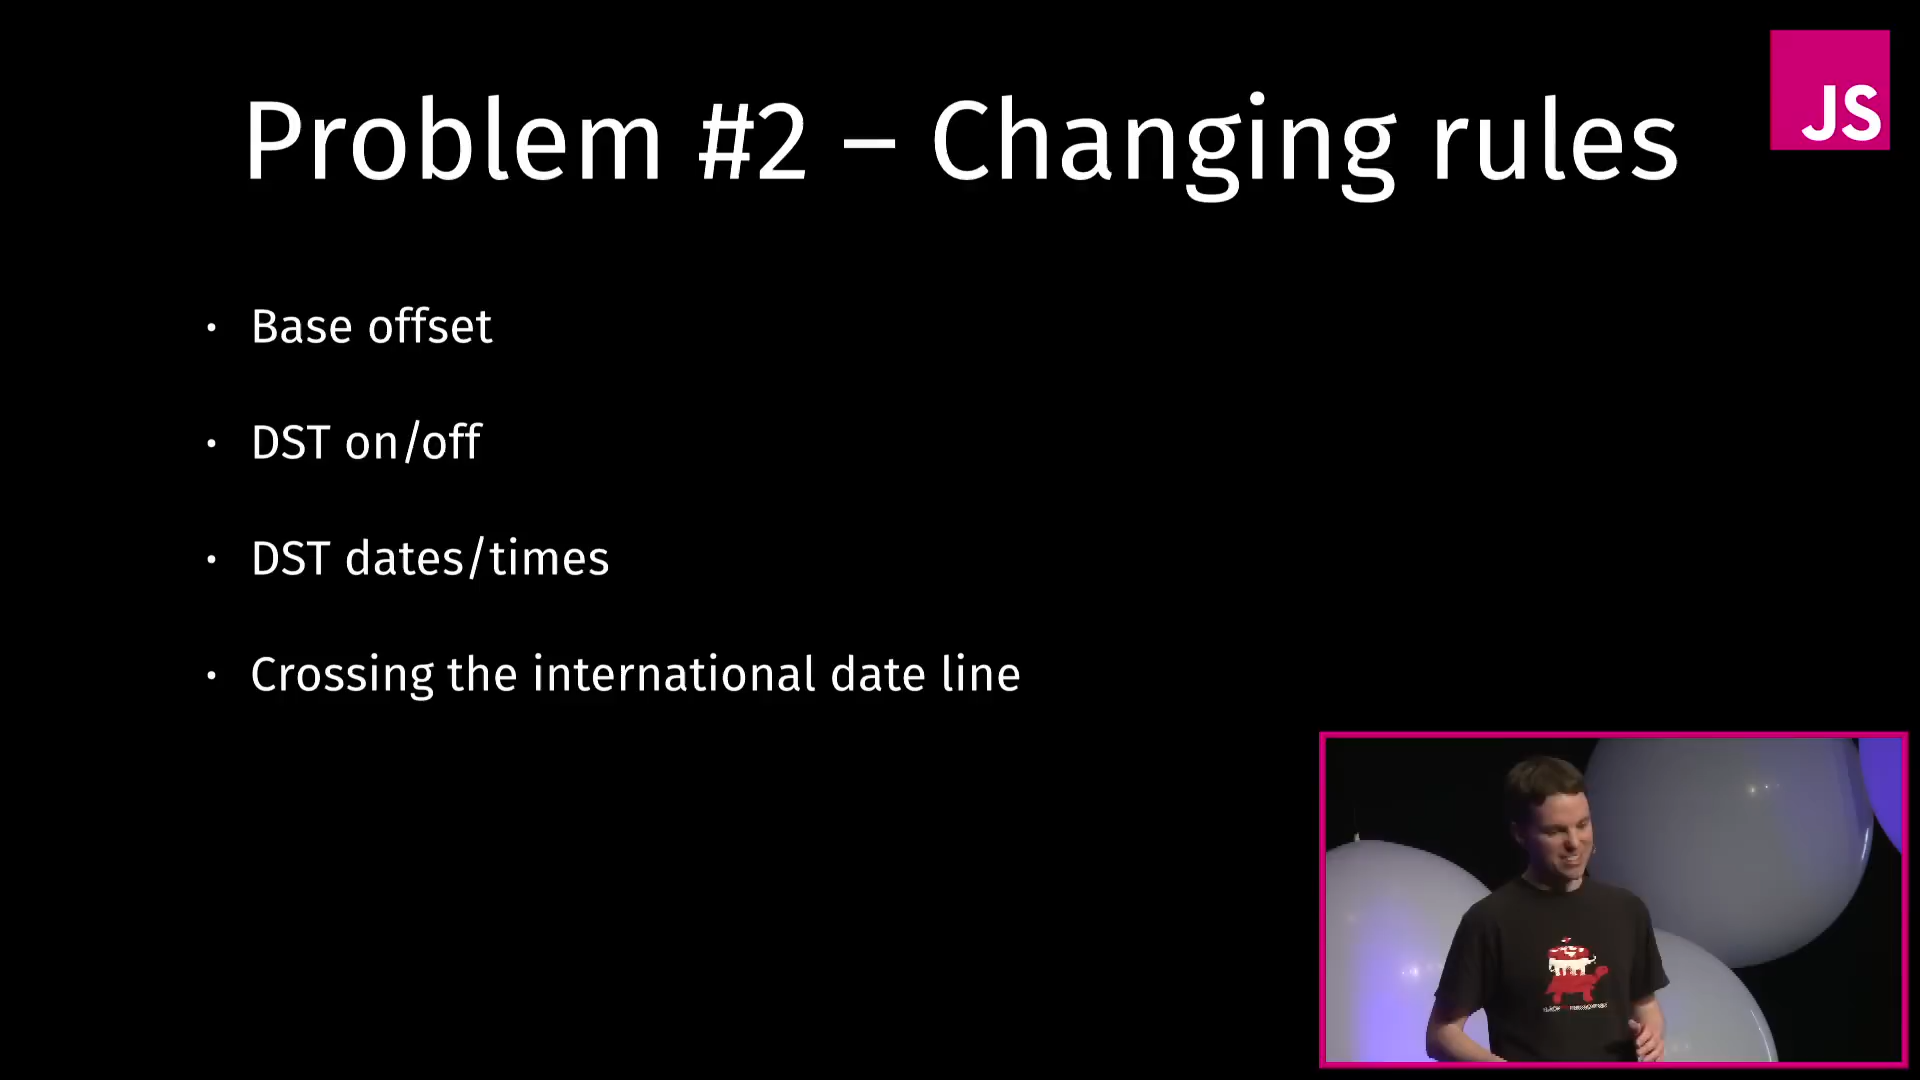 Problem #2 – Changing rules
JS
• Base offset
• DST on/off
• DST dates/times
• Crossing the international date line